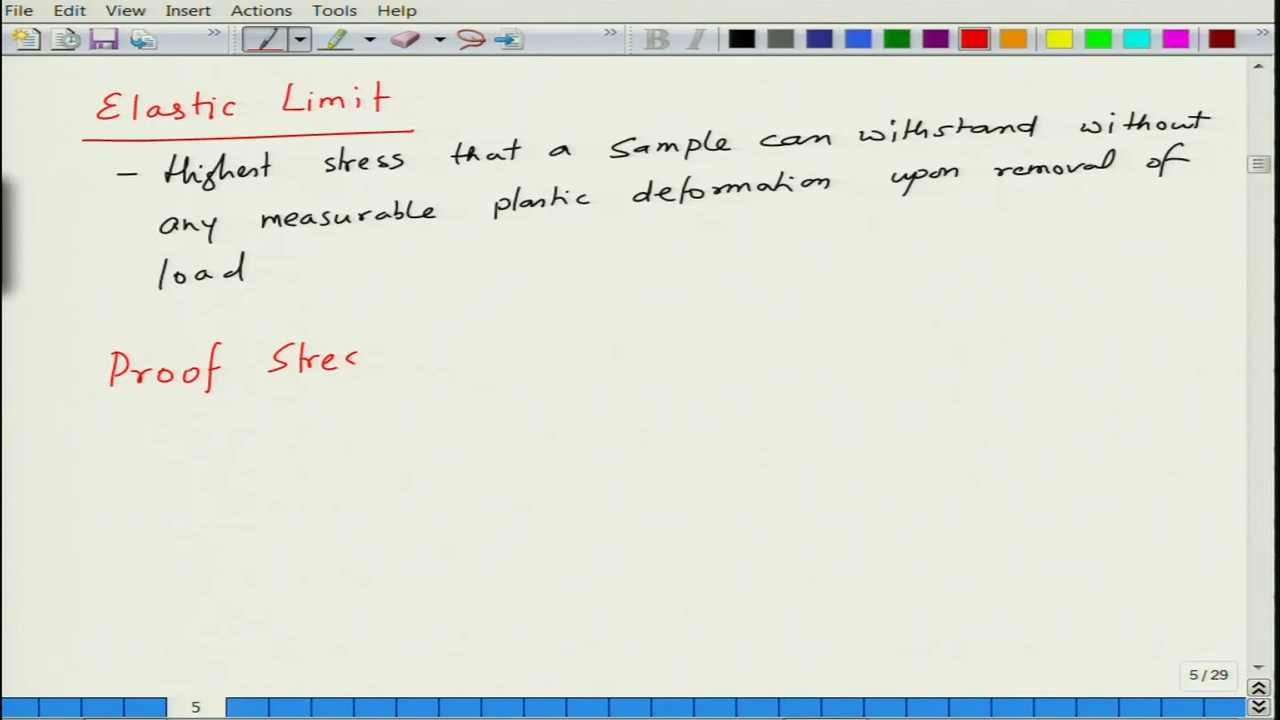 File Edit View Insert Actions Tools Help
B I
Elastic Limit
- Highest stress that a sample can withstand without
any measurable plastic deformation upon removal of
load
Proof Stre
5 / 29
5